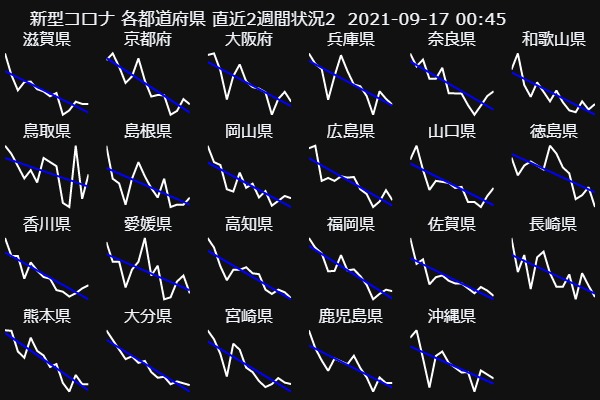 新型コロナ 各都道府県 直近2週間状況2 2021-09-17 00:45
滋賀県 京都府 大阪府 兵庫県 奈良県 和歌山県
鳥取県 島根県 岡山県 広島県 山口県 徳島県
香川県 愛媛県 高知県 福岡県 佐賀県 長崎県
熊本県 大分県 宮崎県 鹿児島県 沖縄県